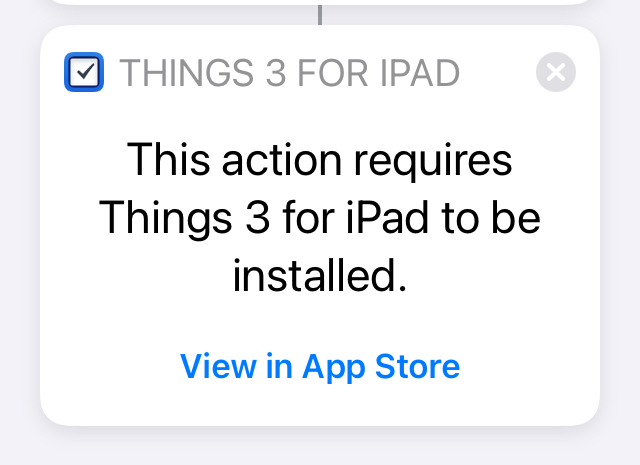 THINGS 3 FOR IPAD
This action requires
Things 3 for iPad to be
installed.
View in App Store